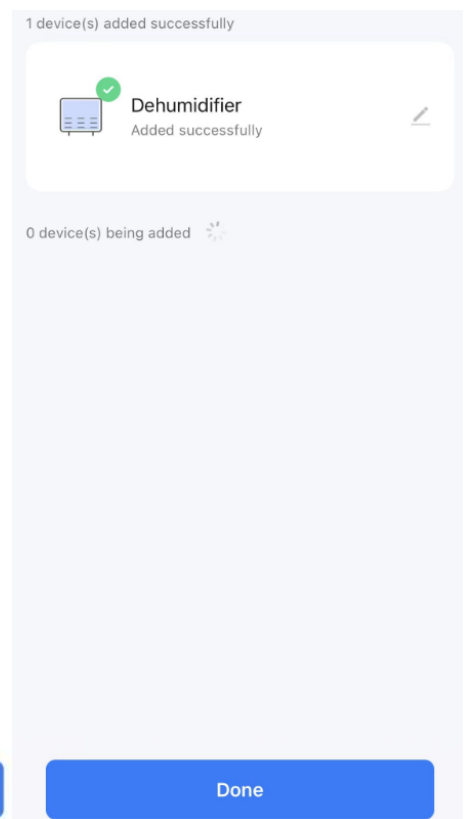 1 device(s) added successfully
Dehumidifier
Added successfully
0 device(s) being added
Done